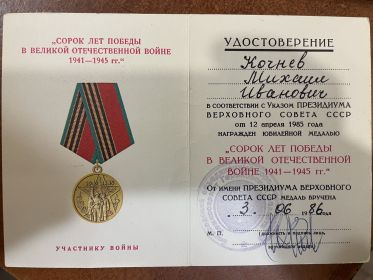 „СОРОК ЛЕТ ПОБЕДЫ
В ВЕЛИКОЙ ОТЕЧЕСТВЕННОЙ ВОЙНЕ
1941—1945 гг.“
УЧАСТНИКУ ВОЙНЫ
УДОСТОВЕРЕНИЕ
Кочнев
Михаил
Иванович
В СООТВЕТСТВИИ С УКАЗОМ ПРЕЗИДИУМА
ВЕРХОВНОГО СОВЕТА СССР
от 12 апреля 1985 года
НАГРАЖДЕН ЮБИЛЕЙНОЙ МЕДАЛЬЮ
„СОРОК ЛЕТ ПОБЕДЫ
В ВЕЛИКОЙ ОТЕЧЕСТВЕННОЙ
ВОЙНЕ 1941—1945 гг.“
От имени ПРЕЗИДИУМА ВЕРХОВНОГО
СОВЕТА СССР МЕДАЛЬ ВРУЧЕНА
„3“ 06 1986 г.
М. П.